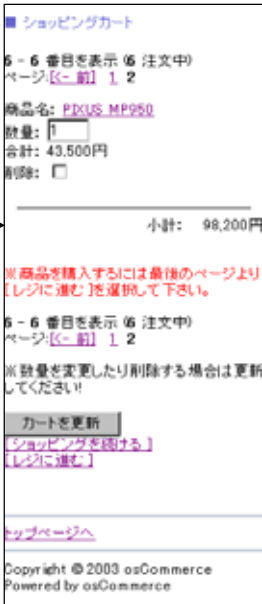 ■ ショッピングカート
6 - 6 番目を表示 (6 注文中)
ページ:[<- 前] 1 2
商品名: PIXUS MP950
数量: 1
合計: 43,500円
削除:
小計: 98,200円
※商品を購入するには最後のページより
[レジに進む]を選択して下さい。
6 - 6 番目を表示 (6 注文中)
ページ:[<- 前] 1 2
※数量を変更したり削除する場合は更新
してください!
カートを更新
[ショッピングを続ける]
[レジに進む]
トップページへ
Copyright © 2003 osCommerce
Powered by osCommerce